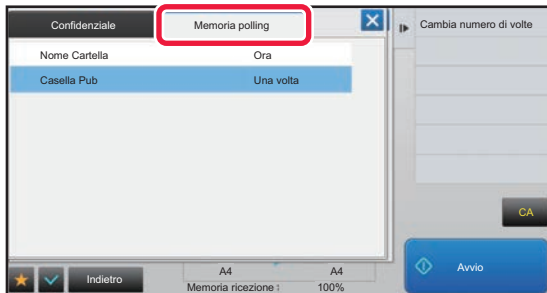 Confidenziale
Memoria polling
Cambia numero di volte
Nome Cartella
Ora
Casella Pub
Una volta
CA
Avvio
Indietro
A4
A4
Memoria ricezione :
100%